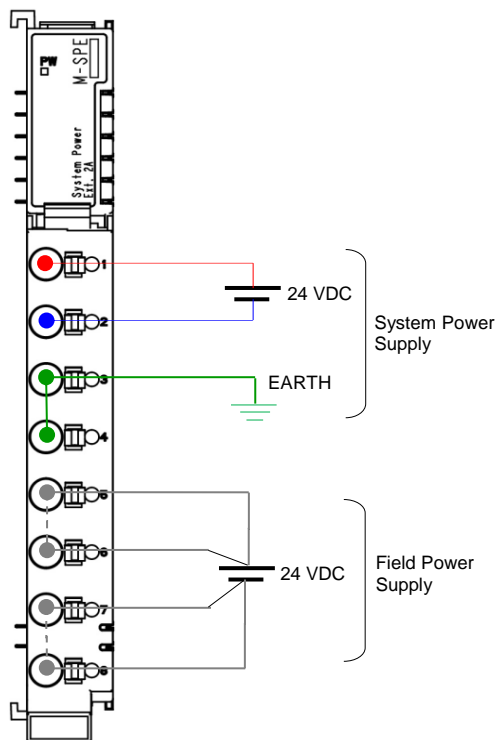 PW
M-SPE
System Power
Ext. 2A
1
24 VDC
2
System Power
Supply
3
EARTH
4
5
6
24 VDC
Field Power
Supply
7
8